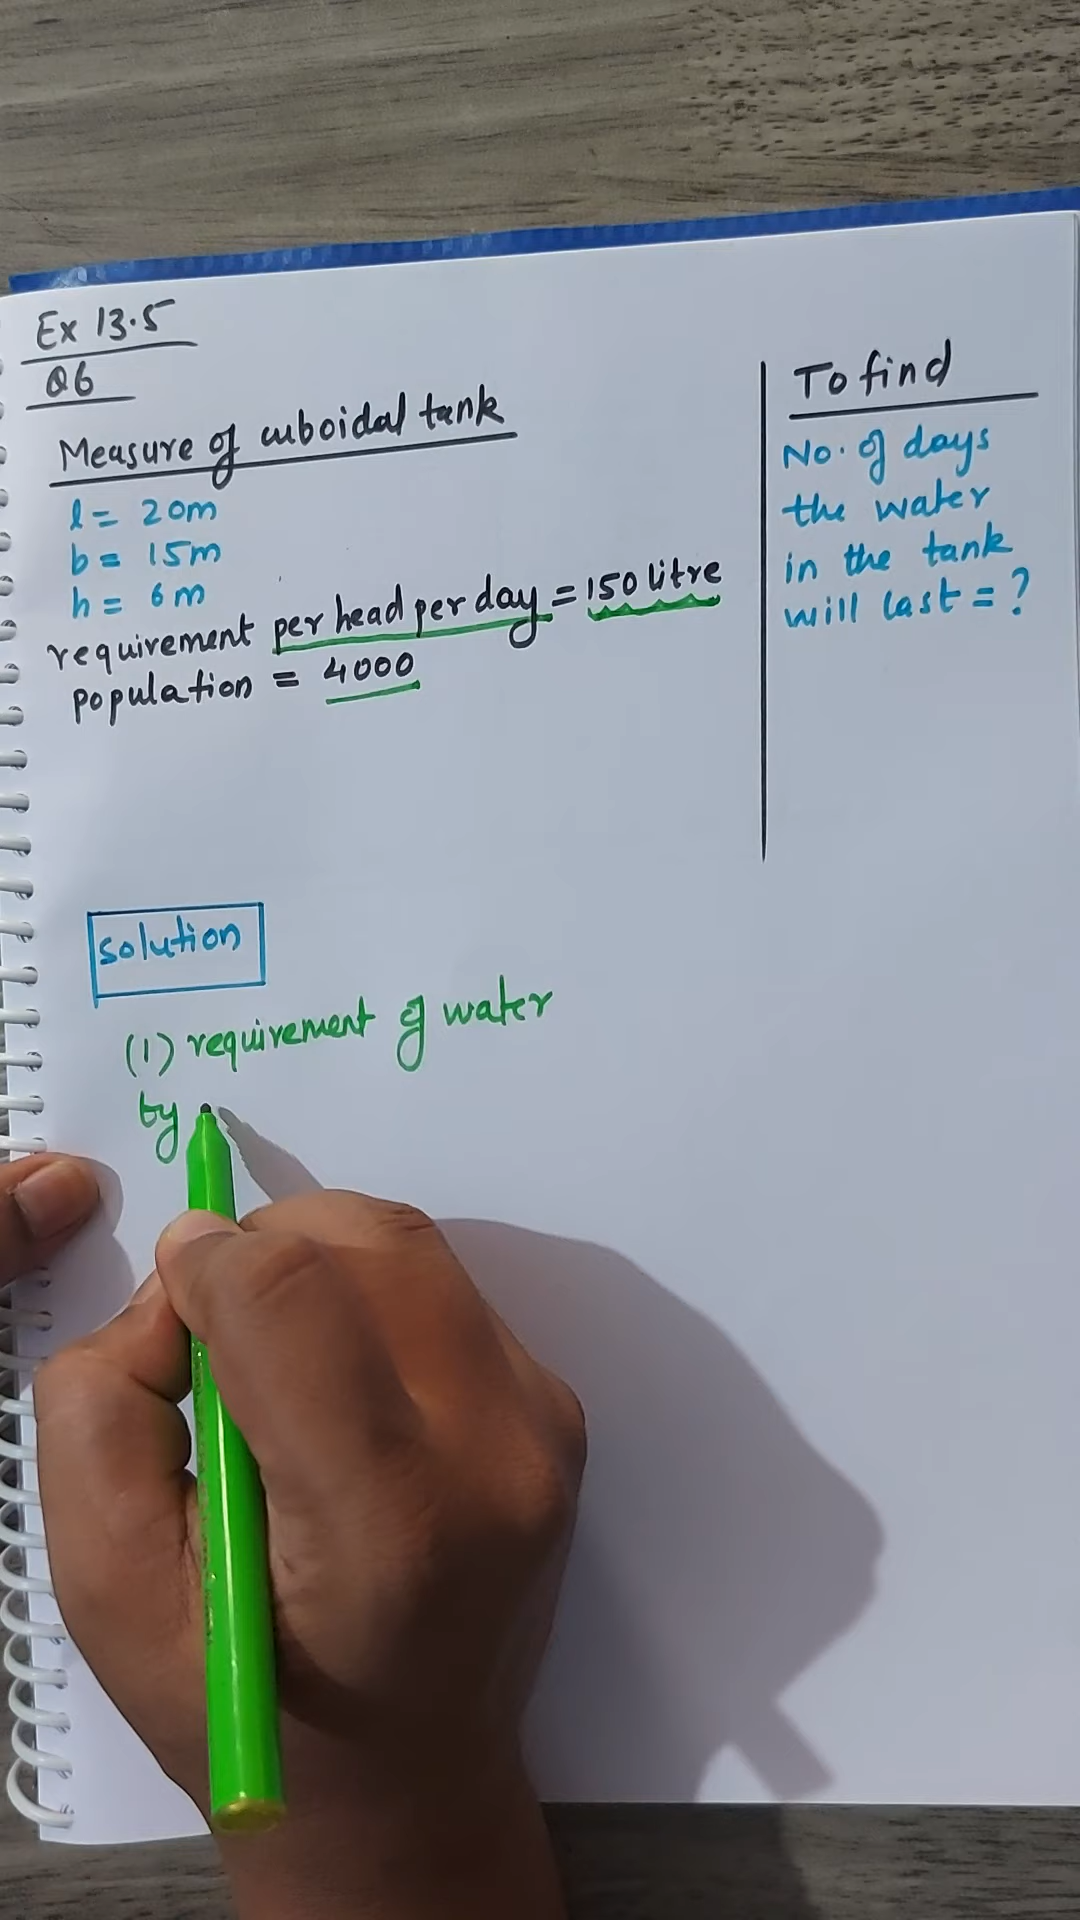 Ex 13.5
Q6
Measure of cuboidal tank
l = 20m
b = 15m
h = 6m
requirement per head per day = 150 litre
population = 4000
To find
No. of days
the water
in the tank
will last = ?
solution
(1) requirement of water
by